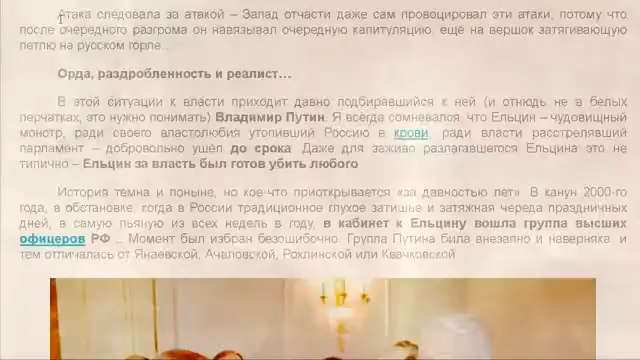 Атака следовала за атакой – Запад отчасти даже сам провоцировал эти атаки, потому что
после очередного разгрома он навязывал очередную капитуляцию, ещё на вершок затягивающую
петлю на русском горле...
Орда, раздробленность и реалист…
В этой ситуации к власти приходит давно подбиравшийся к ней (и отнюдь не в белых
перчатках, это нужно понимать) Владимир Путин. Я всегда сомневался, что Ельцин – чудовищный
монстр, ради своего властолюбия утопивший Россию в крови, ради власти расстрелявший
парламент – добровольно ушёл до срока. Даже для заживо разлагавшегося Ельцина это не
типично – Ельцин за власть был готов убить любого.
История темна и поныне, но кое-что приоткрывается «за давностью лет». В канун 2000-го
года, в обстановке, когда в России традиционное глухое затишье и затяжная череда праздничных
дней, в самую пьяную из всех недель в году, в кабинет к Ельцину вошла группа высших
офицеров РФ... Момент был избран безошибочно. Группа Путина била внезапно и наверняка, и
тем отличалась от Янаевской, Ачаловской, Рохлинской или Квачковской.